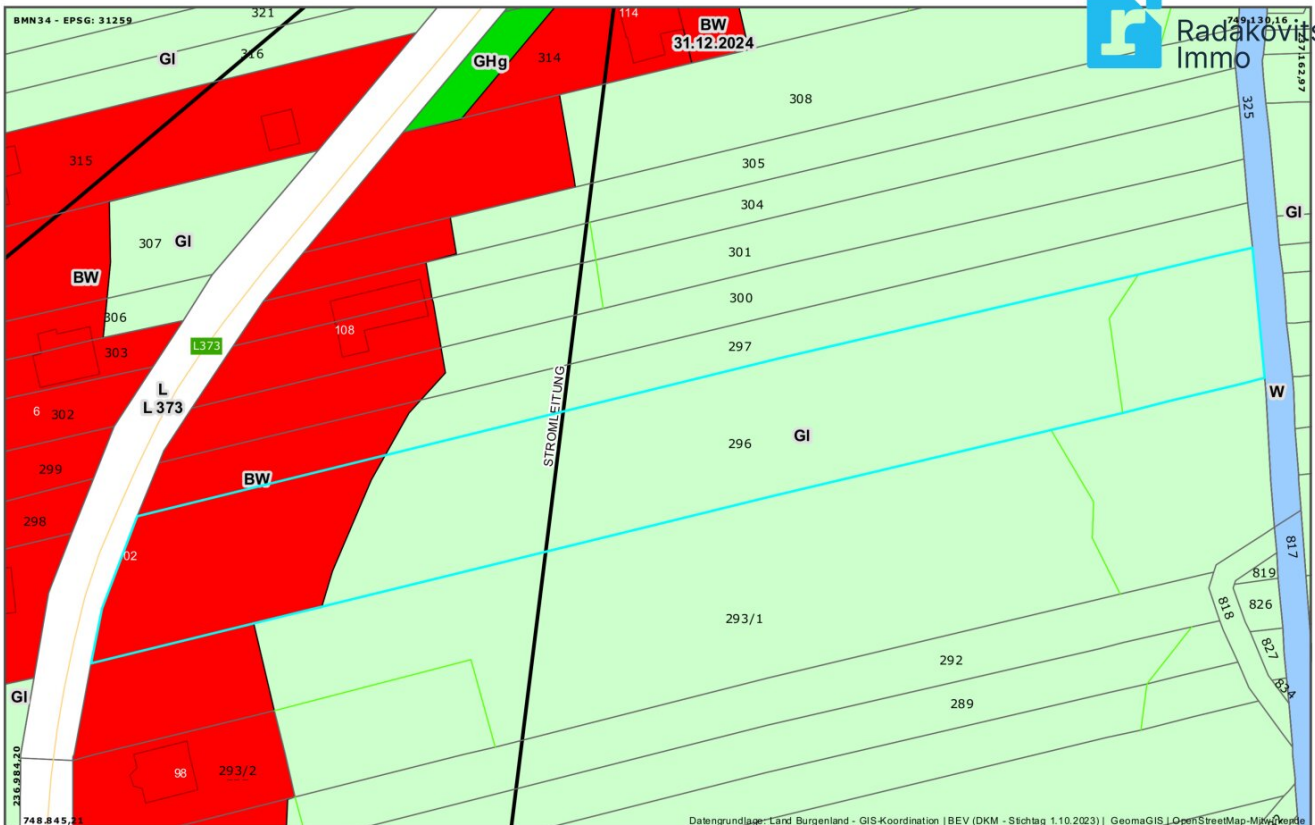 BMN34 - EPSG: 31259
321
114
BW
31.12.2024
749.130,16
237.162,97
Radakovits
Immo
316
GI
GHg
314
308
325
315
305
304
GI
307
GI
301
BW
300
306
108
297
303
L373
L
L 373
6
302
STROMLEITUNG
W
296
GI
299
BW
298
02
817
819
826
818
827
834
293/1
292
289
GI
98
293/2
236.984,20
748.845,21
Datengrundlage: Land Burgenland - GIS-Koordination | BEV (DKM - Stichtag 1.10.2023) | GeomaGIS | OpenStreetMap-Mitwirkende